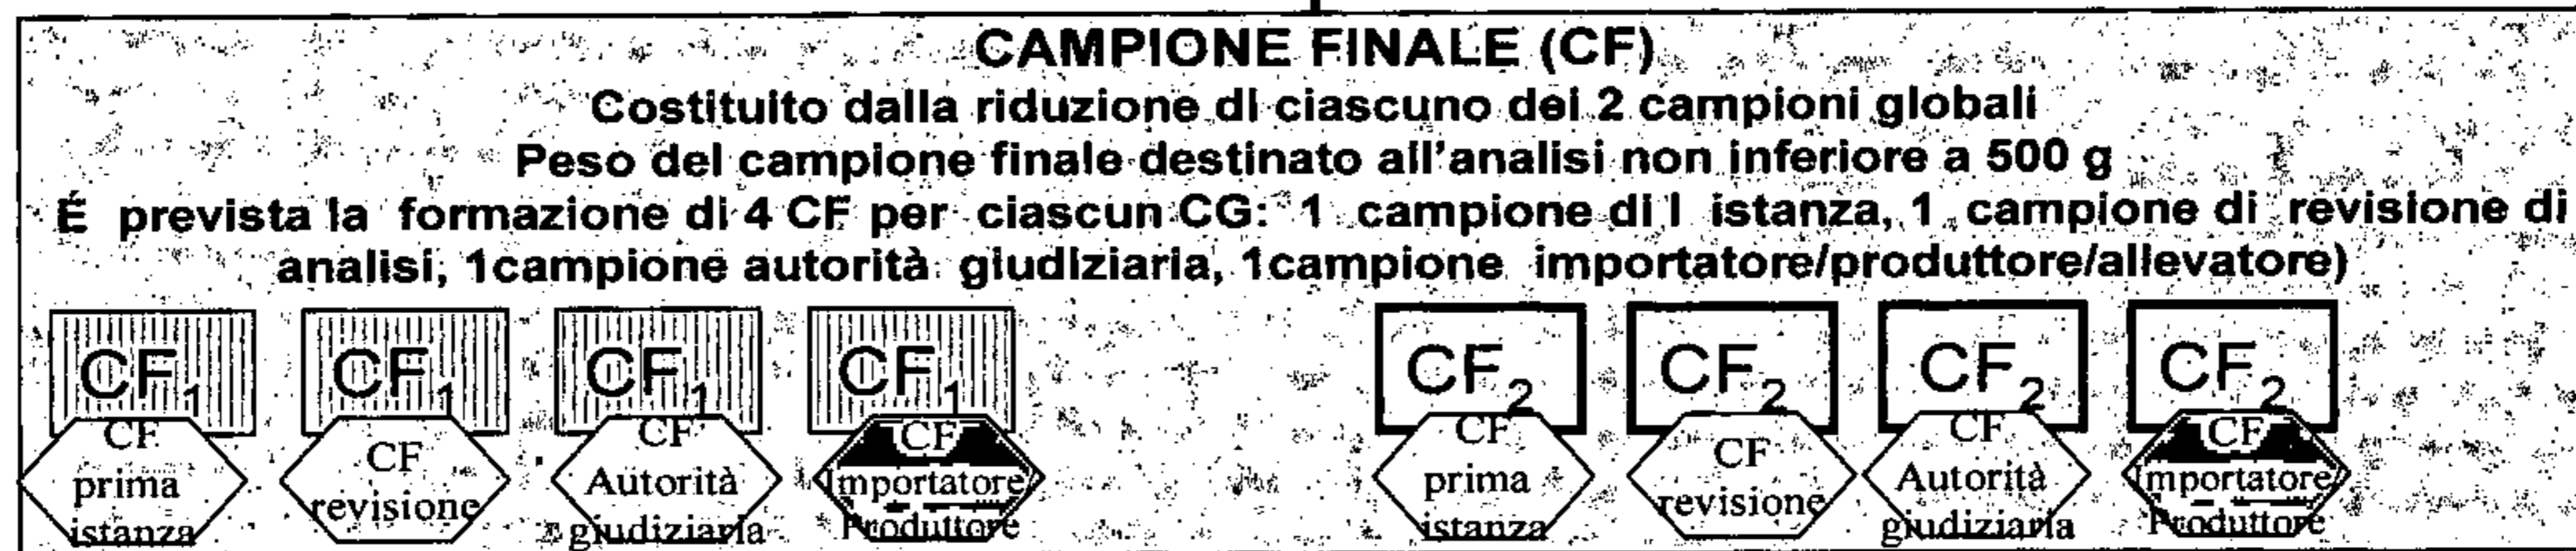 CAMPIONE FINALE (CF)
Costituito dalla riduzione di ciascuno dei 2 campioni globali
Peso del campione finale destinato all'analisi non inferiore a 500 g
É prevista la formazione di 4 CF per ciascun CG: 1 campione di I istanza, 1 campione di revisione di
analisi, 1campione autorità giudiziaria, 1campione importatore/produttore/allevatore)
CF1 CF1 CF1 CF1 CF2 CF2 CF2 CF2
CF prima istanza
CF revisione
CF Autorità giudiziaria
CF Importatore Produttore
CF prima istanza
CF revisione
CF Autorità giudiziaria
CF Importatore Produttore